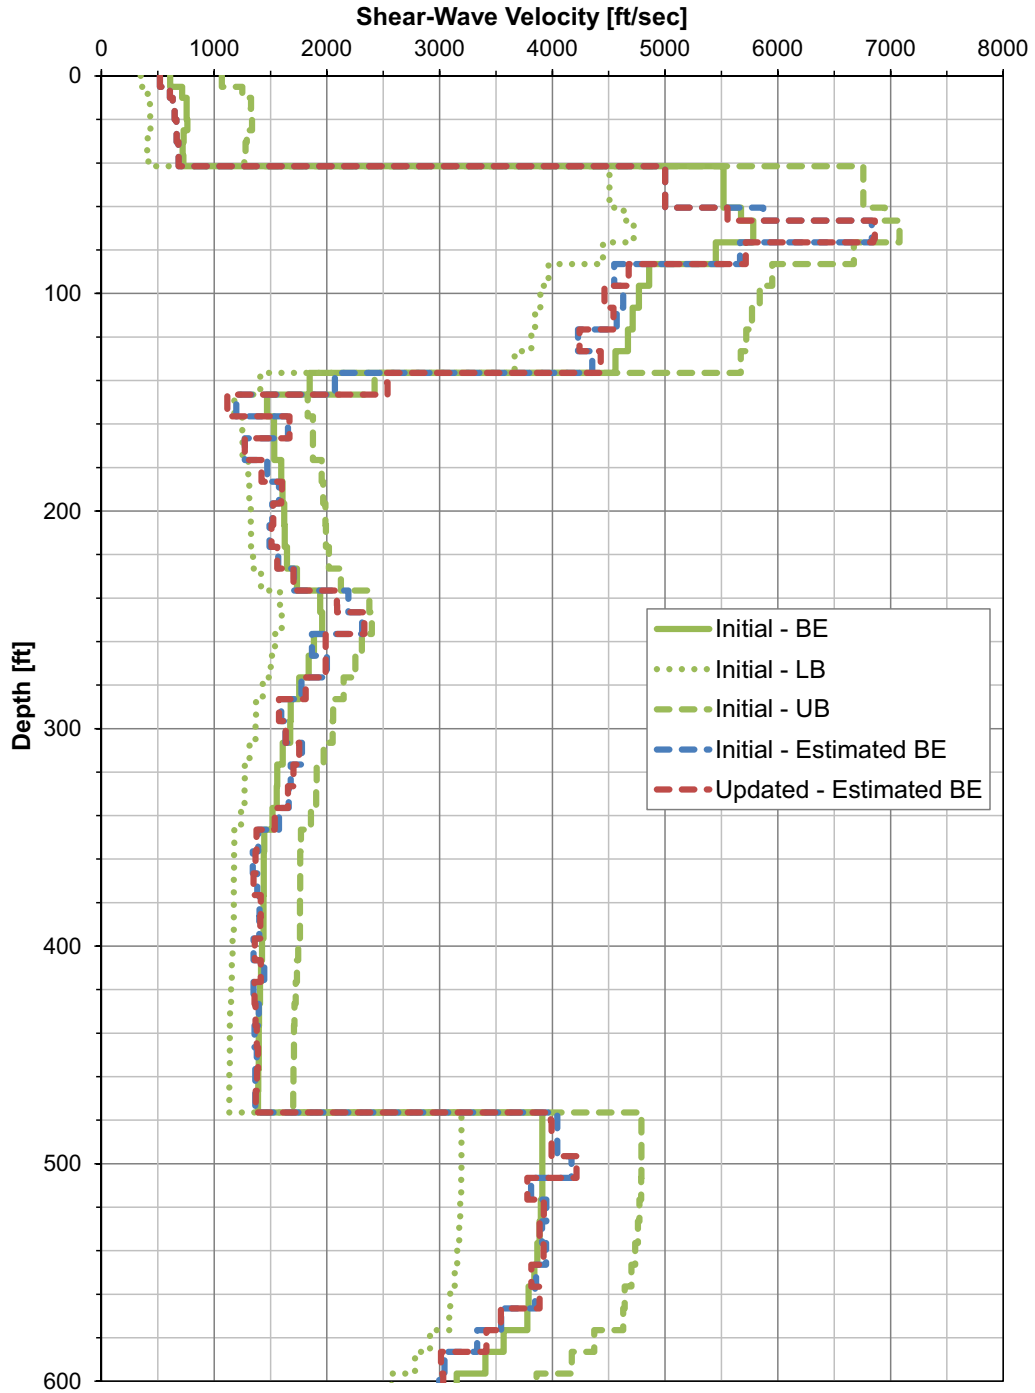 Shear-Wave Velocity [ft/sec]
0 1000 2000 3000 4000 5000 6000 7000 8000
0
100
200
300
400
500
600
Depth [ft]
Initial - BE
Initial - LB
Initial - UB
Initial - Estimated BE
Updated - Estimated BE